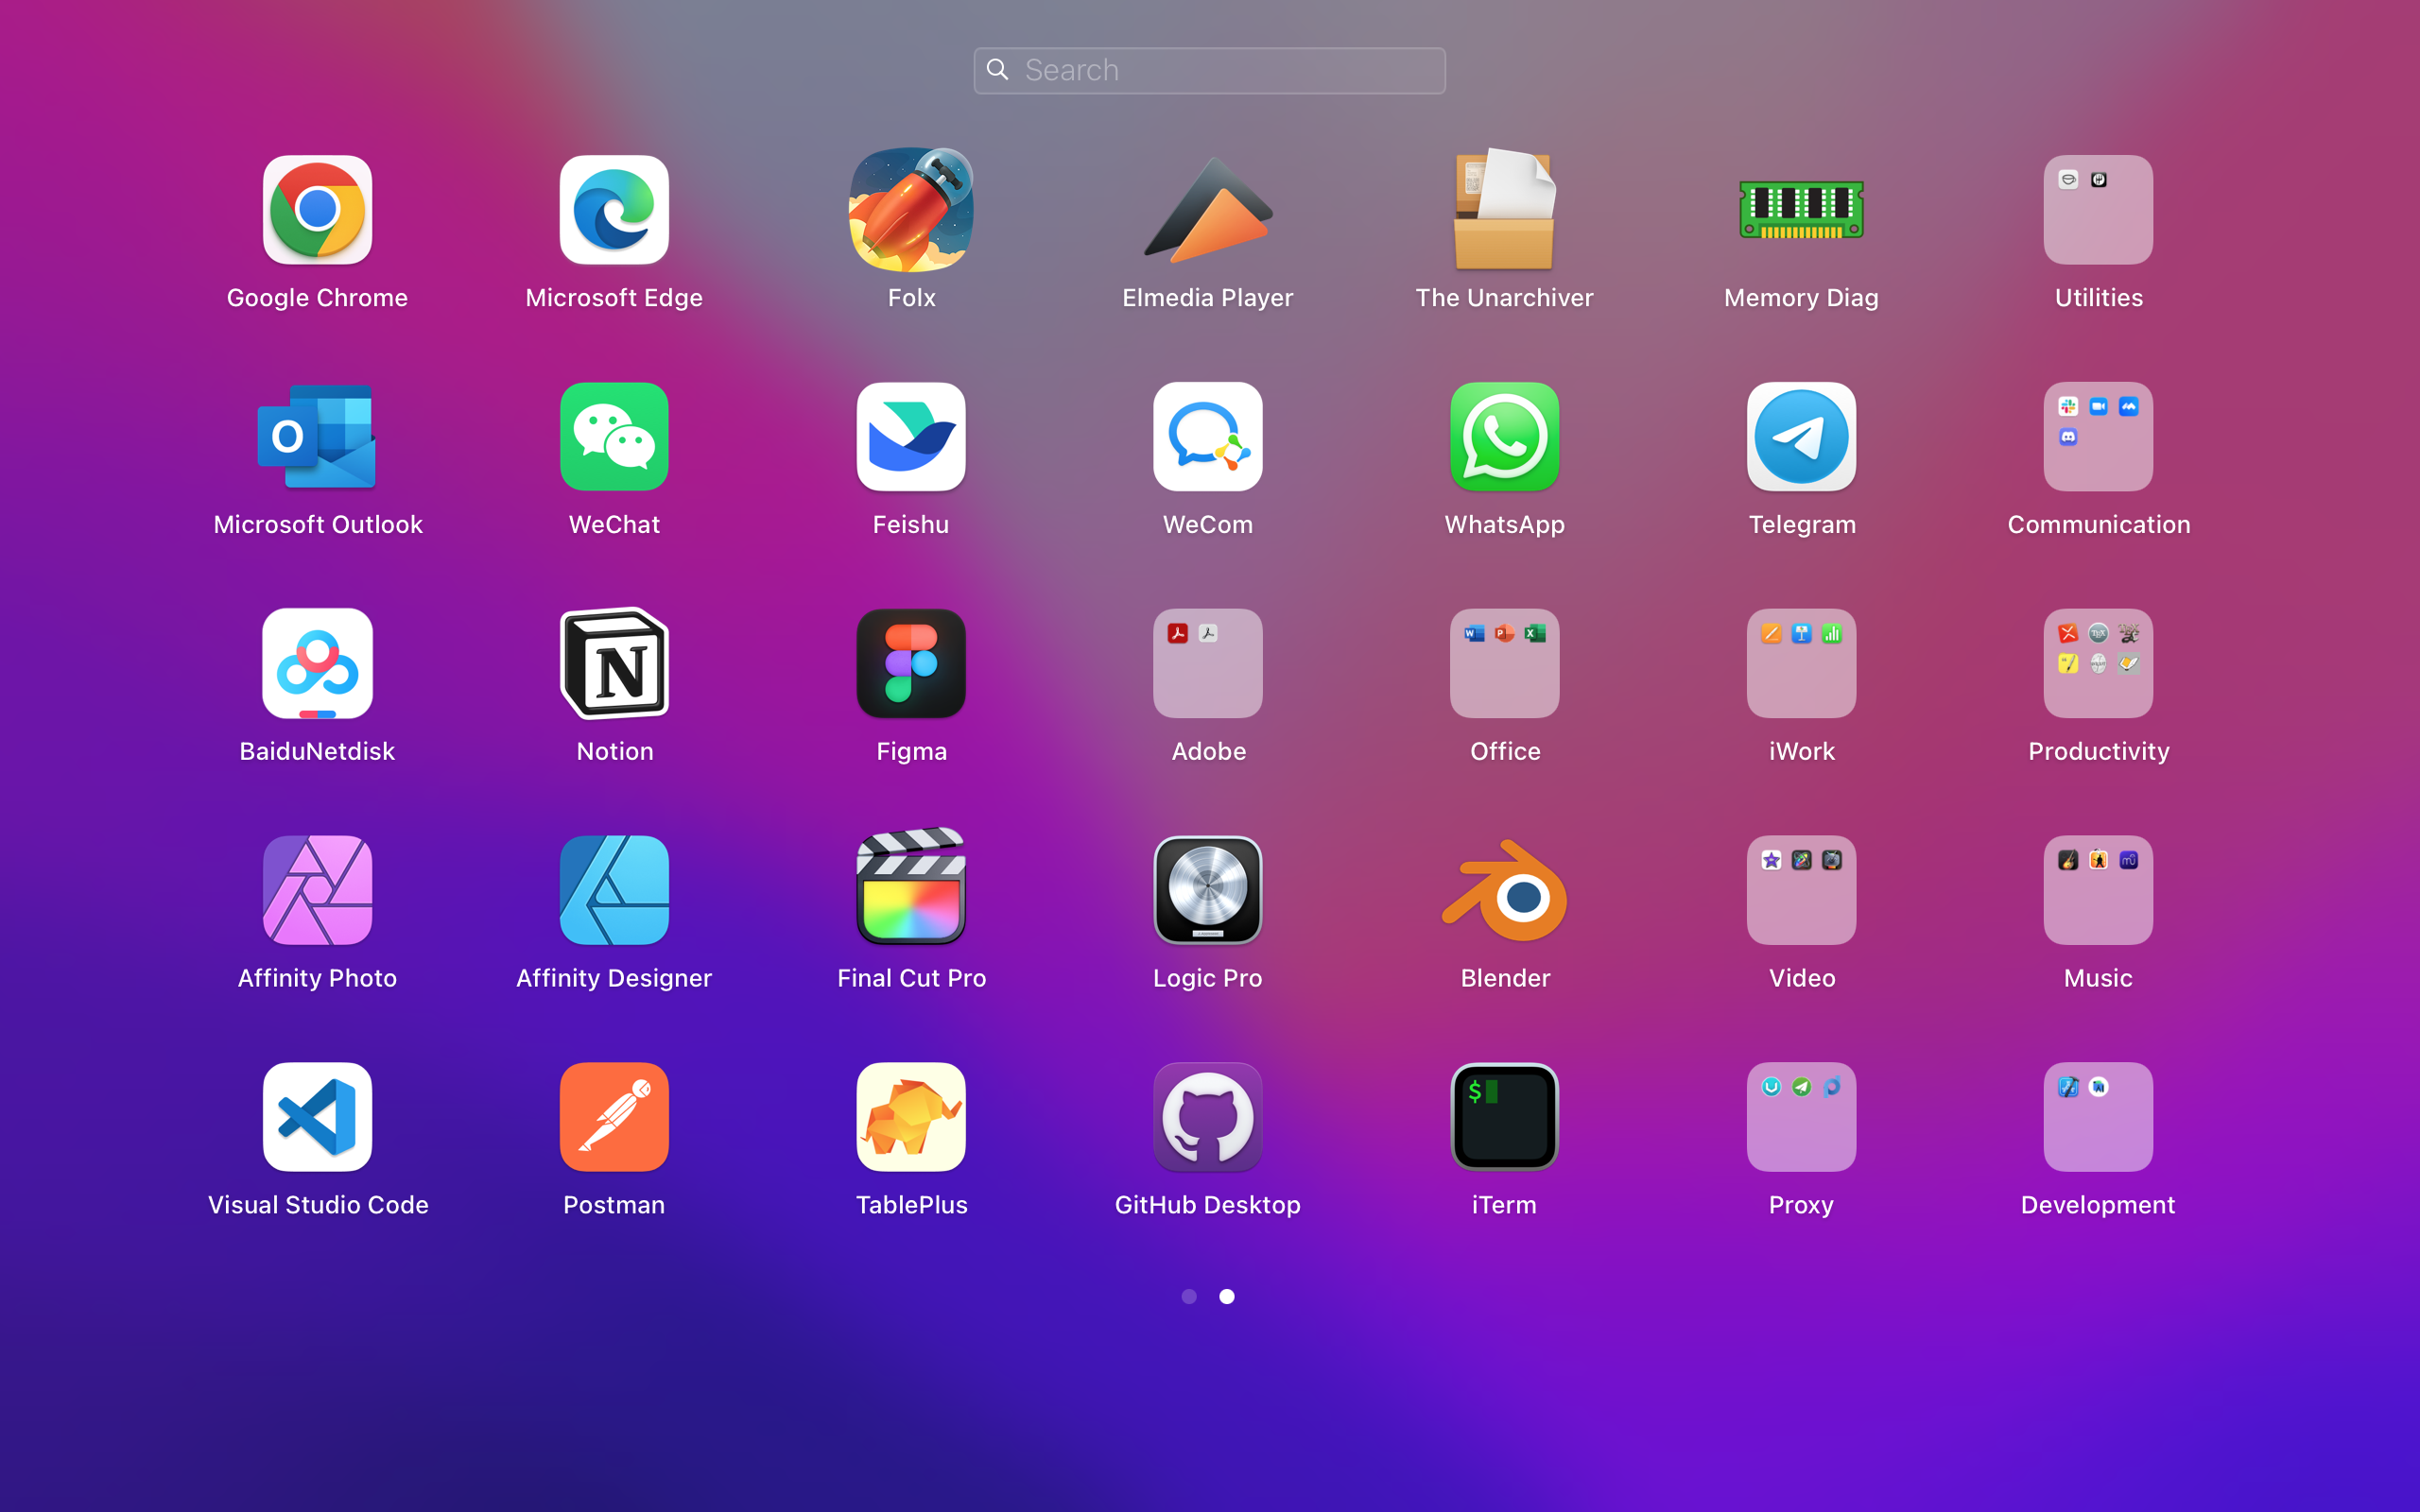 Search
Google Chrome
Microsoft Edge
Folx
Elmedia Player
The Unarchiver
Memory Diag
Utilities
Microsoft Outlook
WeChat
Feishu
WeCom
WhatsApp
Telegram
Communication
BaiduNetdisk
Notion
Figma
Adobe
Office
iWork
Productivity
Affinity Photo
Affinity Designer
Final Cut Pro
Logic Pro
Blender
Video
Music
Visual Studio Code
Postman
TablePlus
GitHub Desktop
$
iTerm
Proxy
Development